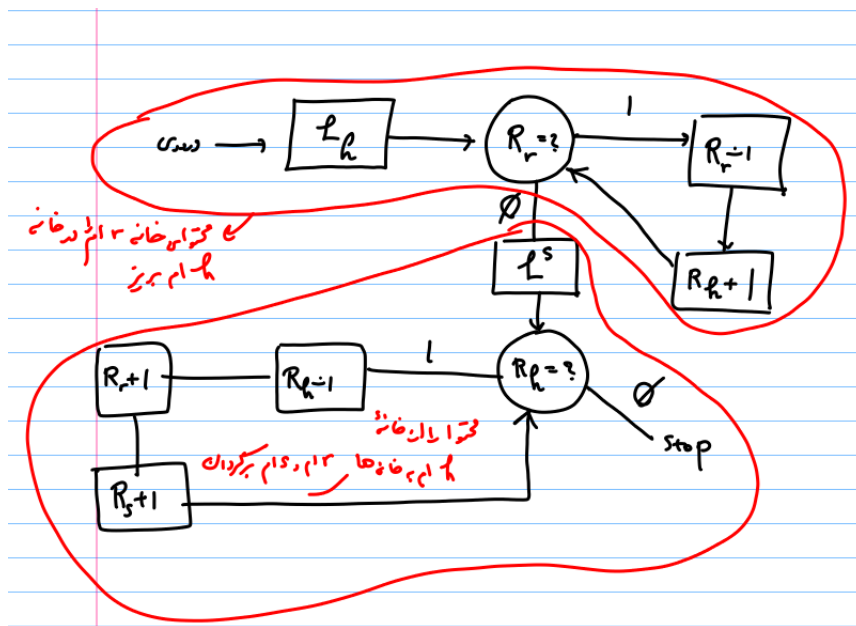 ورودی → L_h → R_r=? 1 R_r∸1
∅
R_h+1
محتوای خانه r ام را در خانه
h ام بریز
L^s
R_h=? 1 R_h∸1 R_r+1
∅
stop
محتوا را از خانهٔ
h ام به خانه‌ها r ام و s ام برگردان
R_s+1